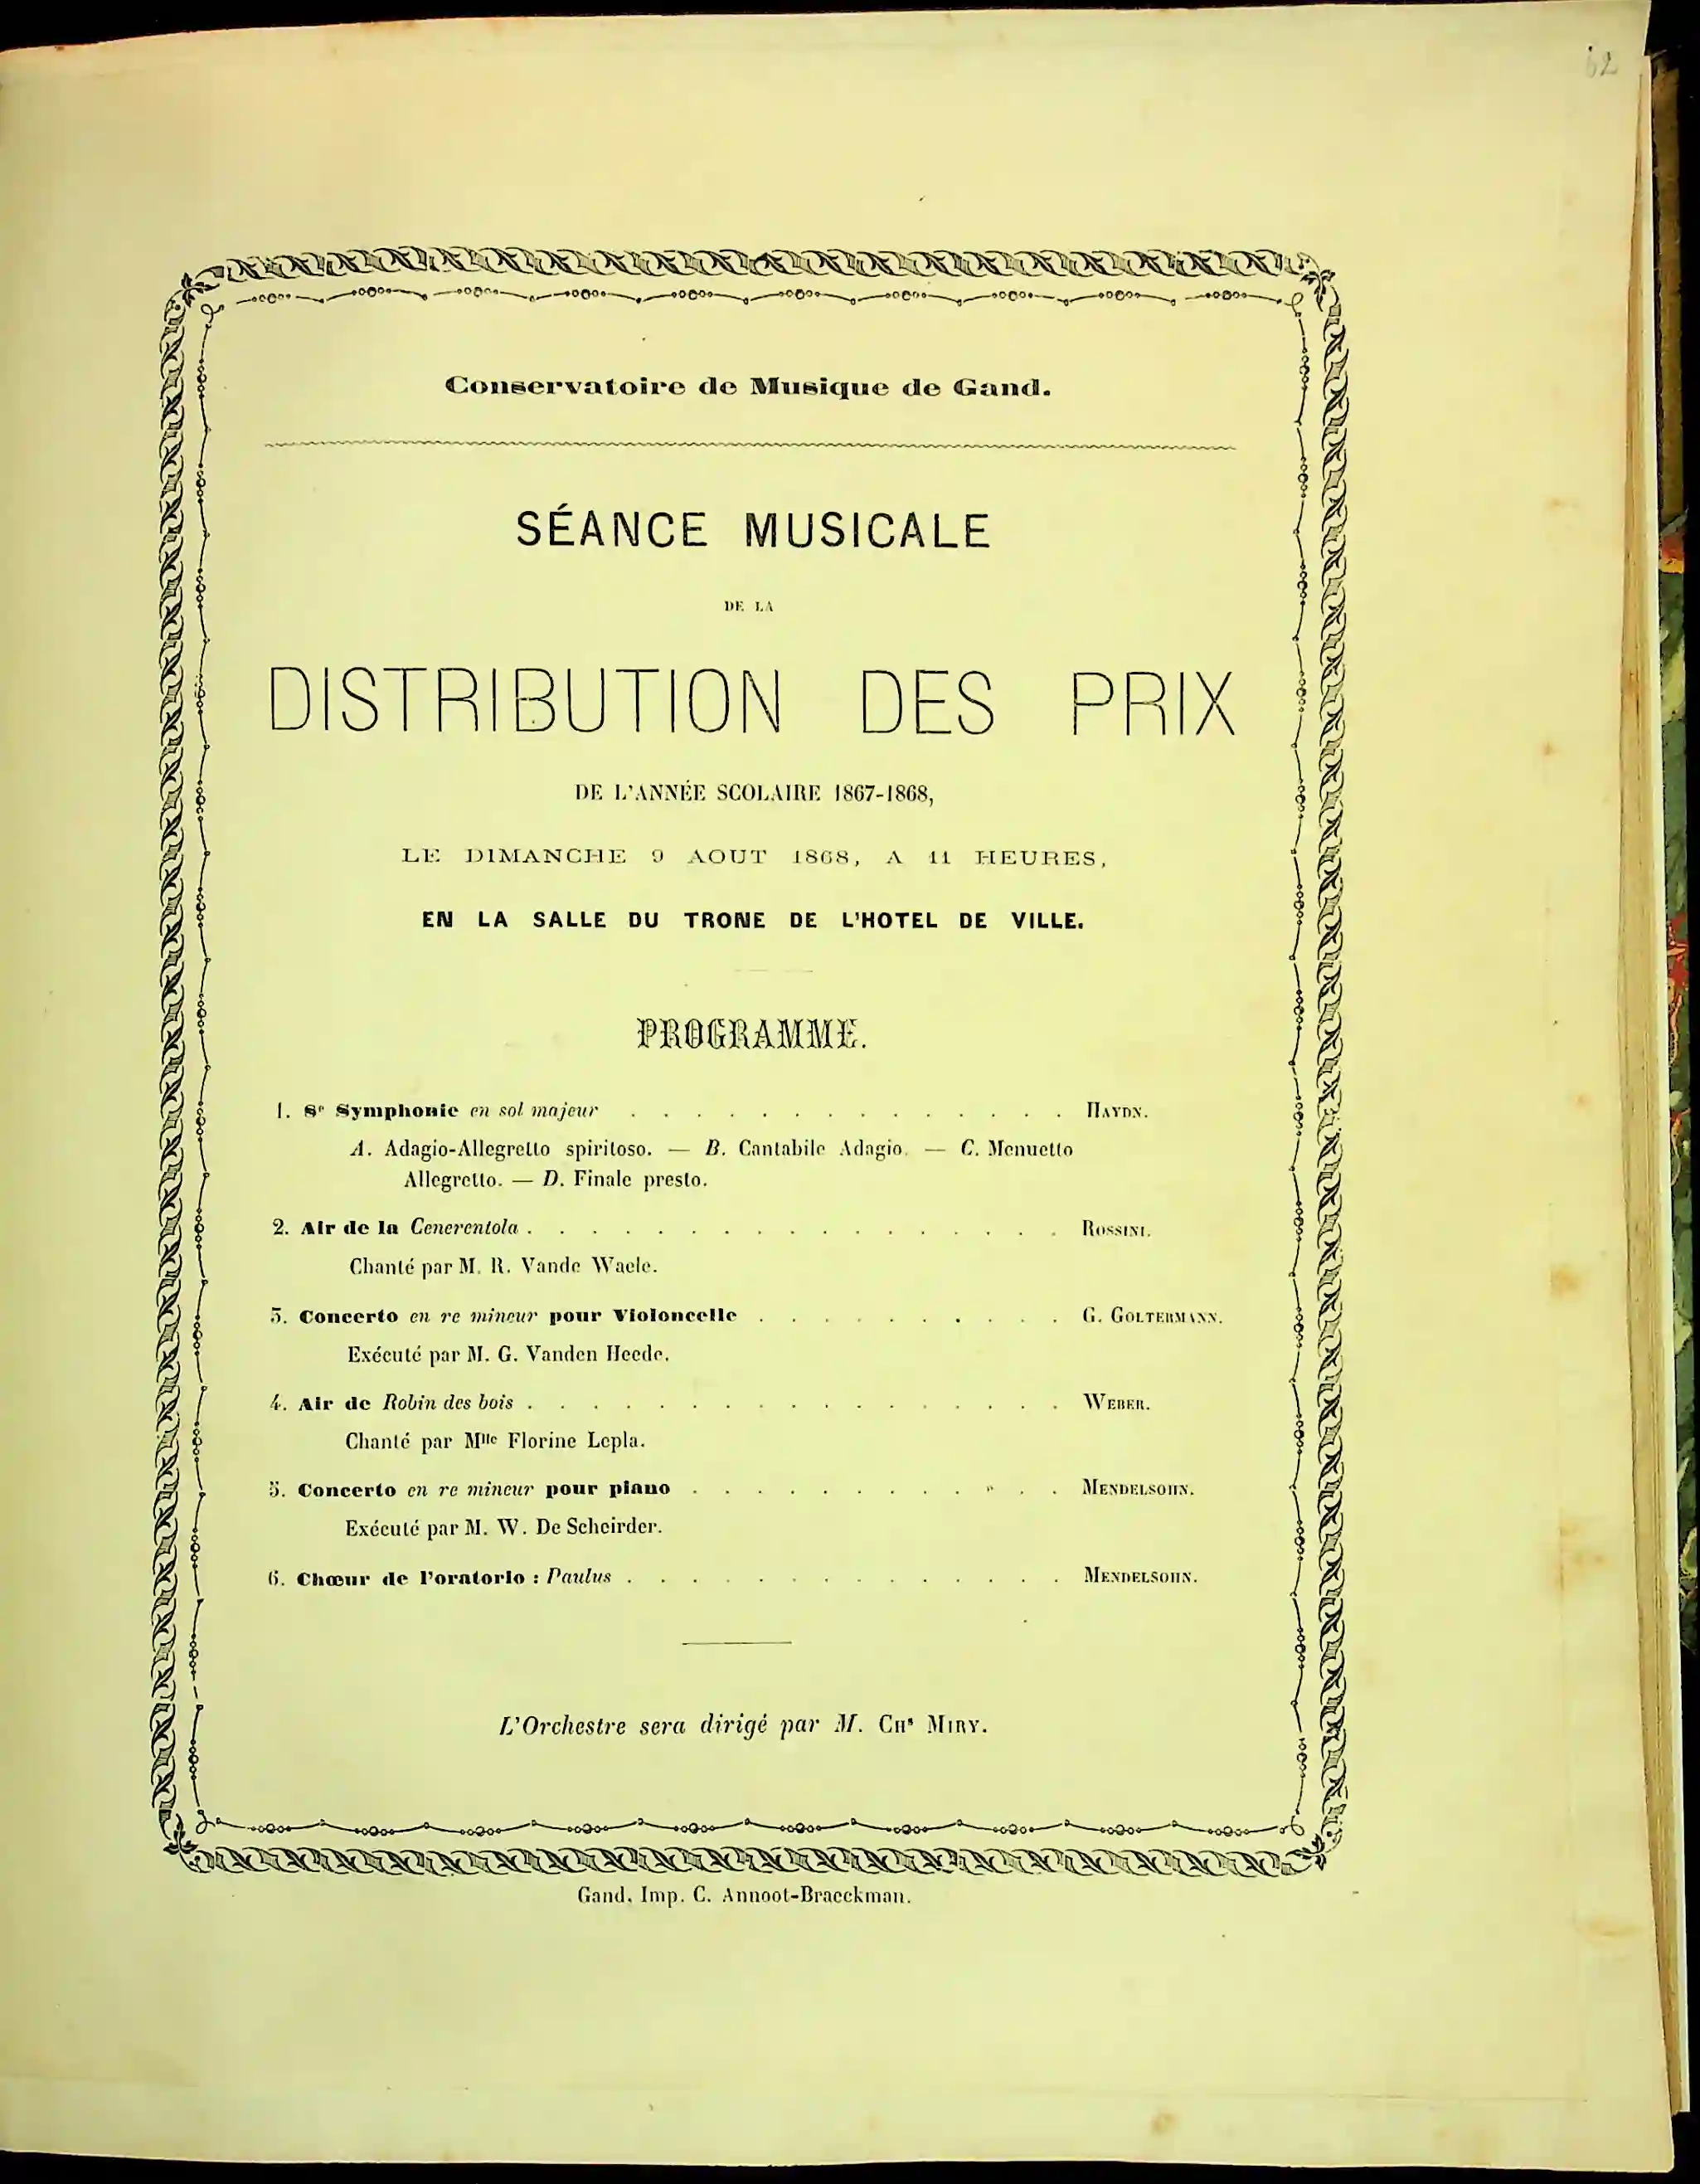 62
Conservatoire de Musique de Gand.
SÉANCE MUSICALE
DE LA
DISTRIBUTION DES PRIX
DE L'ANNÉE SCOLAIRE 1867-1868,
LE DIMANCHE 9 AOUT 1868, A 11 HEURES,
EN LA SALLE DU TRONE DE L'HOTEL DE VILLE.
PROGRAMME.
1. 8e Symphonie en sol majeur . . . . . . . . . . . . . . HAYDN.
A. Adagio-Allegretto spiritoso. — B. Cantabile Adagio. — C. Menuetto
Allegretto. — D. Finale presto.
2. Air de la Cenerentola . . . . . . . . . . . . . . . . . ROSSINI.
Chanté par M. R. Vande Waele.
3. Concerto en re mineur pour Violoncelle . . . . . . . . . . G. GOLTERMANN.
Exécuté par M. G. Vanden Heede.
4. Air de Robin des bois . . . . . . . . . . . . . . . . . WEBER.
Chanté par Mlle Florine Lepla.
5. Concerto en re mineur pour piano . . . . . . . . . . . . MENDELSOHN.
Exécuté par M. W. De Scheirder.
6. Chœur de l'oratorio : Paulus . . . . . . . . . . . . . . MENDELSOHN.
L'Orchestre sera dirigé par M. CHs MIRY.
Gand, Imp. C. Annoot-Braeckman.